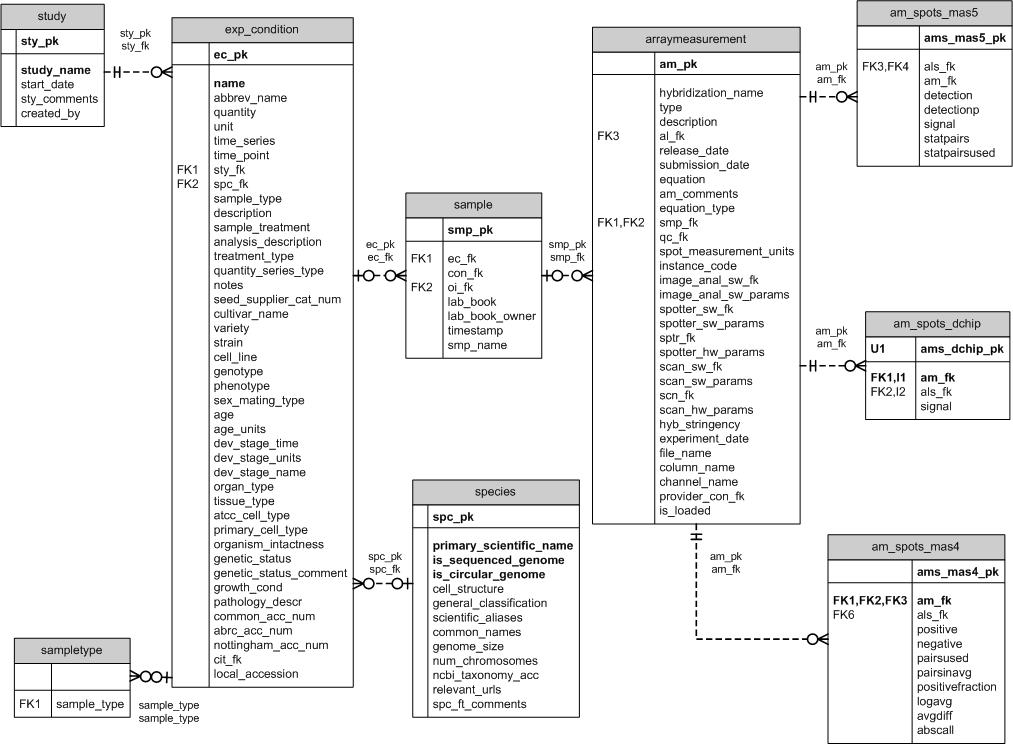 study
sty_pk
study_name
start_date
sty_comments
created_by
sty_pk
sty_fk
exp_condition
ec_pk
name
abbrev_name
quantity
unit
time_series
time_point
FK1 sty_fk
FK2 spc_fk
sample_type
description
sample_treatment
analysis_description
treatment_type
quantity_series_type
notes
seed_supplier_cat_num
cultivar_name
variety
strain
cell_line
genotype
phenotype
sex_mating_type
age
age_units
dev_stage_time
dev_stage_units
dev_stage_name
organ_type
tissue_type
atcc_cell_type
primary_cell_type
organism_intactness
genetic_status
genetic_status_comment
growth_cond
pathology_descr
common_acc_num
abrc_acc_num
nottingham_acc_num
cit_fk
local_accession
sampletype
FK1 sample_type
sample_type
sample_type
ec_pk
ec_fk
sample
smp_pk
FK1 ec_fk
con_fk
FK2 oi_fk
lab_book
lab_book_owner
timestamp
smp_name
smp_pk
smp_fk
spc_pk
spc_fk
species
spc_pk
primary_scientific_name
is_sequenced_genome
is_circular_genome
cell_structure
general_classification
scientific_aliases
common_names
genome_size
num_chromosomes
ncbi_taxonomy_acc
relevant_urls
spc_ft_comments
arraymeasurement
am_pk
hybridization_name
type
description
FK3 al_fk
release_date
submission_date
equation
am_comments
equation_type
FK1,FK2 smp_fk
qc_fk
spot_measurement_units
instance_code
image_anal_sw_fk
image_anal_sw_params
spotter_sw_fk
spotter_sw_params
sptr_fk
spotter_hw_params
scan_sw_fk
scan_sw_params
scn_fk
scan_hw_params
hyb_stringency
experiment_date
file_name
column_name
channel_name
provider_con_fk
is_loaded
am_pk
am_fk
am_spots_mas5
ams_mas5_pk
FK3,FK4 als_fk
am_fk
detection
detectionp
signal
statpairs
statpairsused
am_pk
am_fk
am_spots_dchip
U1 ams_dchip_pk
FK1,I1 am_fk
FK2,I2 als_fk
signal
am_pk
am_fk
am_spots_mas4
ams_mas4_pk
FK1,FK2,FK3 am_fk
FK6 als_fk
positive
negative
pairsused
pairsinavg
positivefraction
logavg
avgdiff
abscall